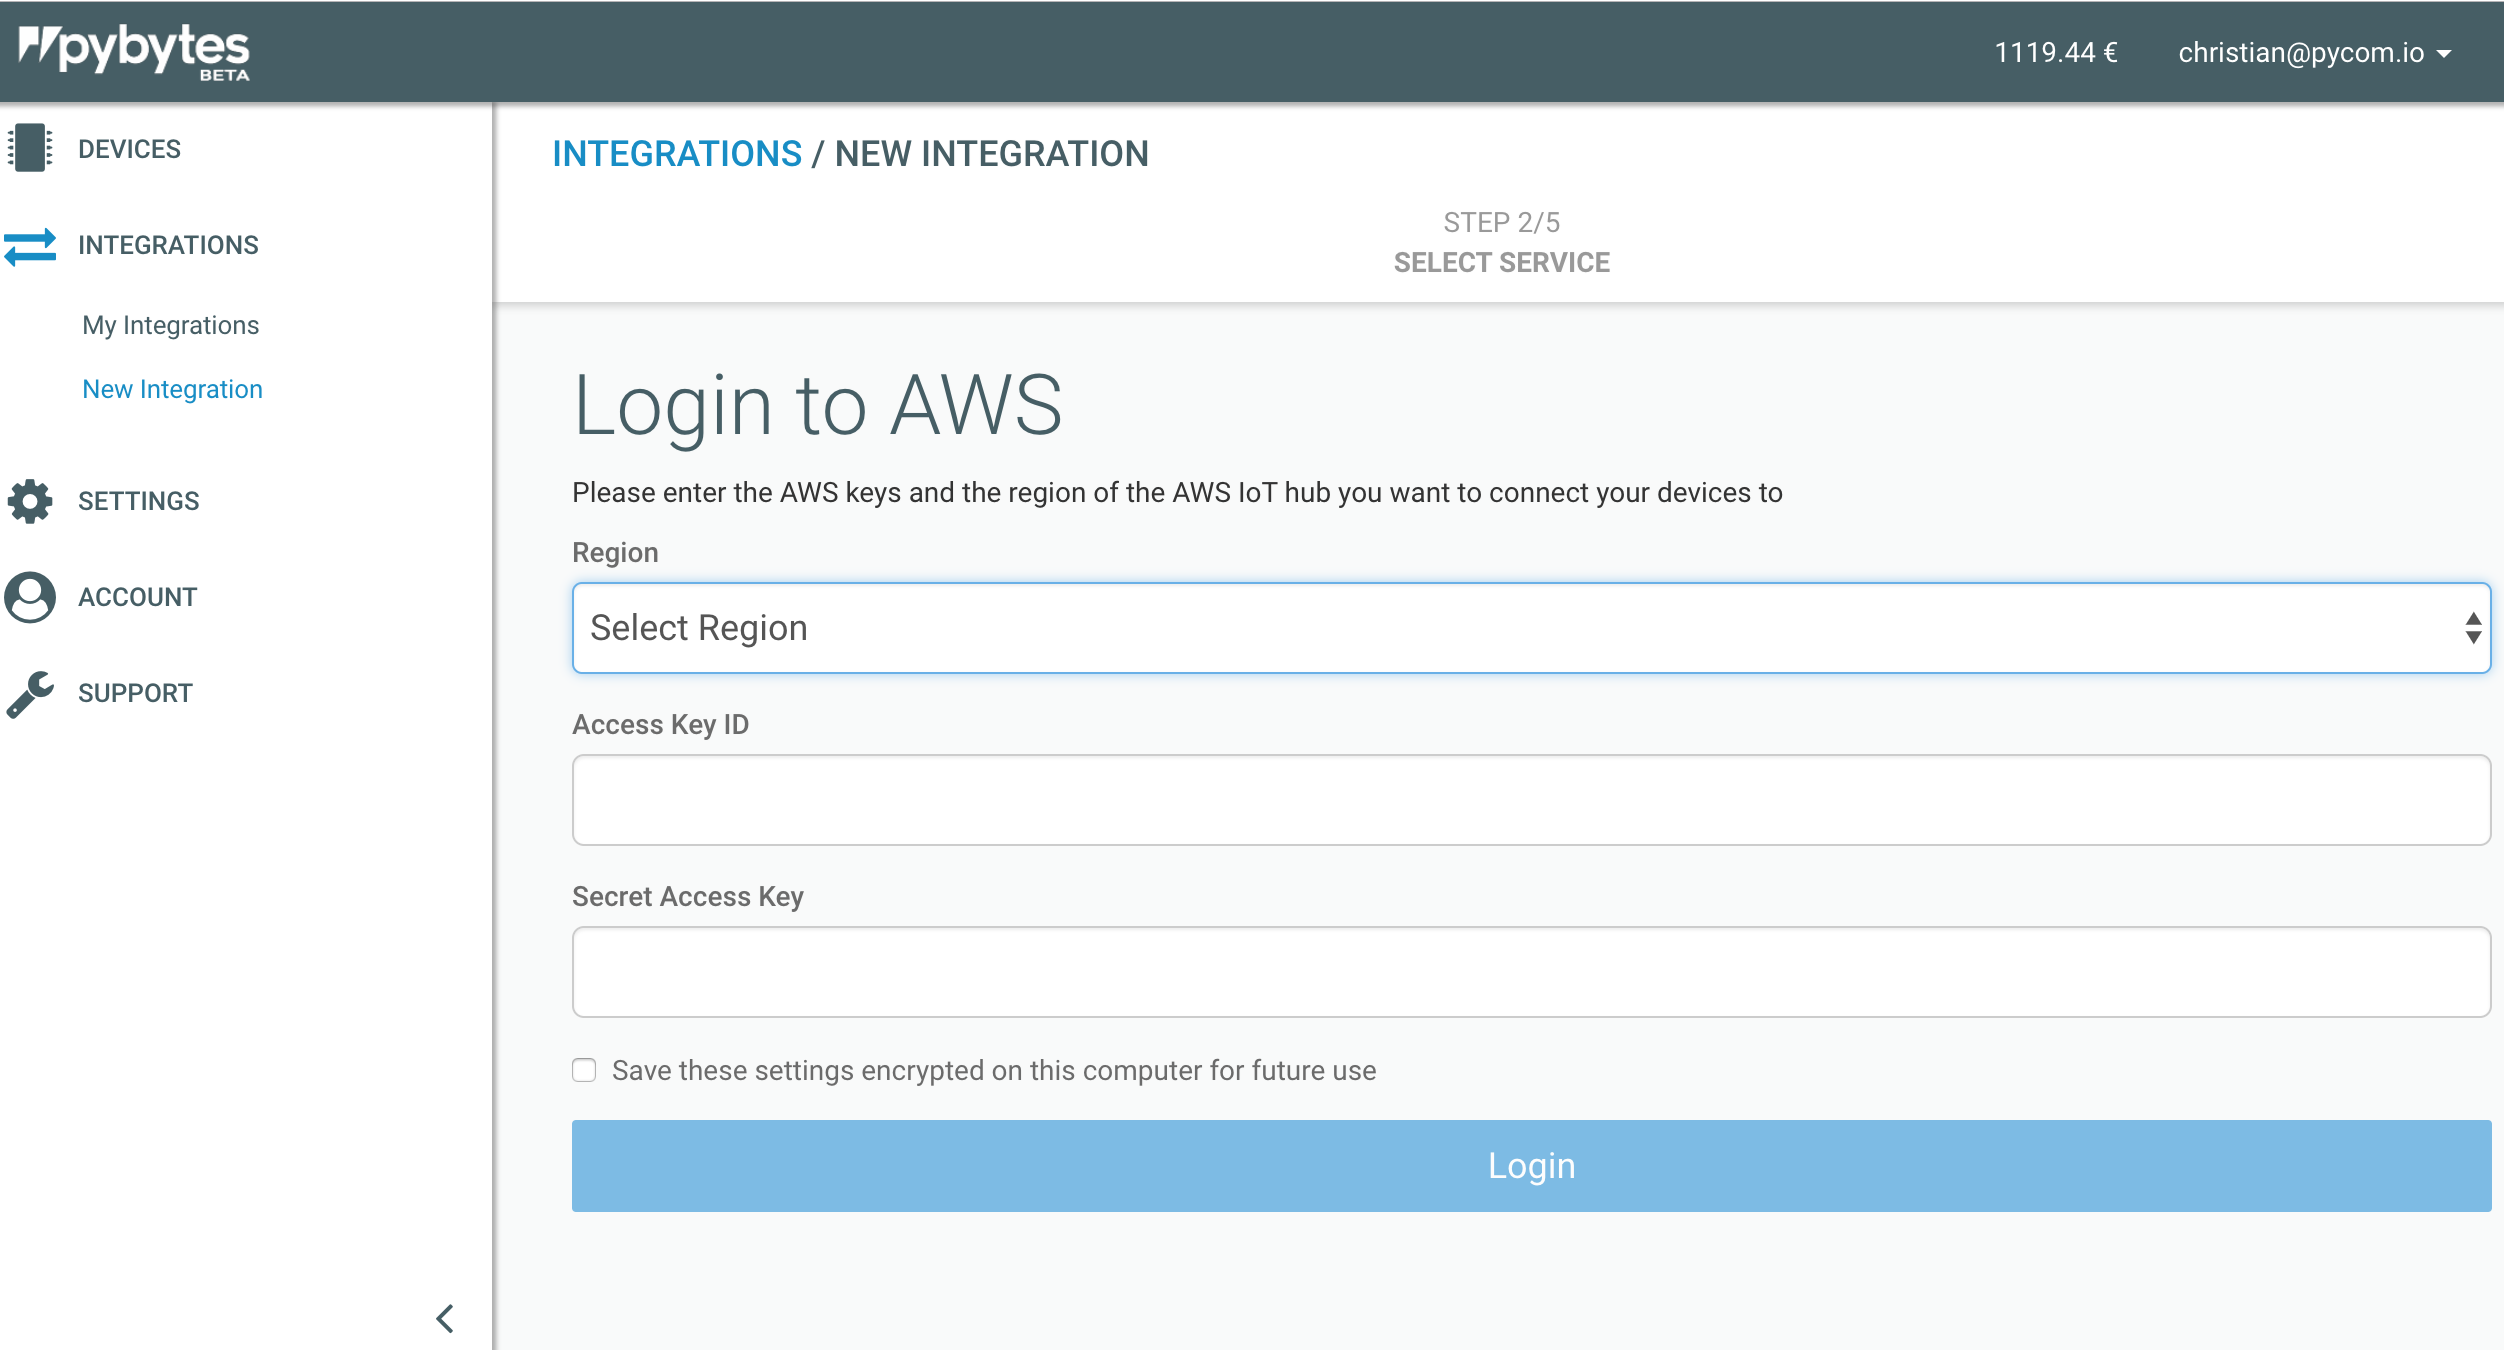 pybytes
BETA
1119.44 €
christian@pycom.io
DEVICES
INTEGRATIONS
My Integrations
New Integration
SETTINGS
ACCOUNT
SUPPORT
INTEGRATIONS / NEW INTEGRATION
STEP 2/5
SELECT SERVICE
Login to AWS
Please enter the AWS keys and the region of the AWS IoT hub you want to connect your devices to
Region
Select Region
Access Key ID
Secret Access Key
Save these settings encrypted on this computer for future use
Login